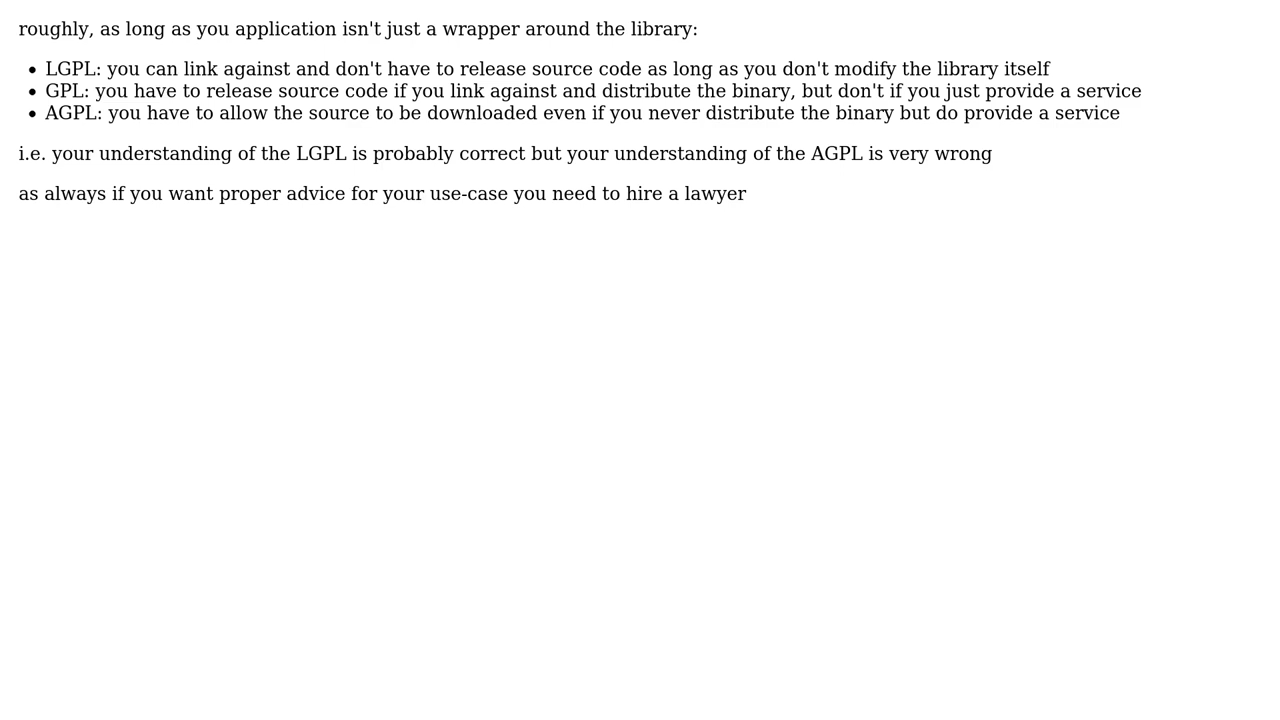 roughly, as long as you application isn't just a wrapper around the library:
• LGPL: you can link against and don't have to release source code as long as you don't modify the library itself
• GPL: you have to release source code if you link against and distribute the binary, but don't if you just provide a service
• AGPL: you have to allow the source to be downloaded even if you never distribute the binary but do provide a service
i.e. your understanding of the LGPL is probably correct but your understanding of the AGPL is very wrong
as always if you want proper advice for your use-case you need to hire a lawyer